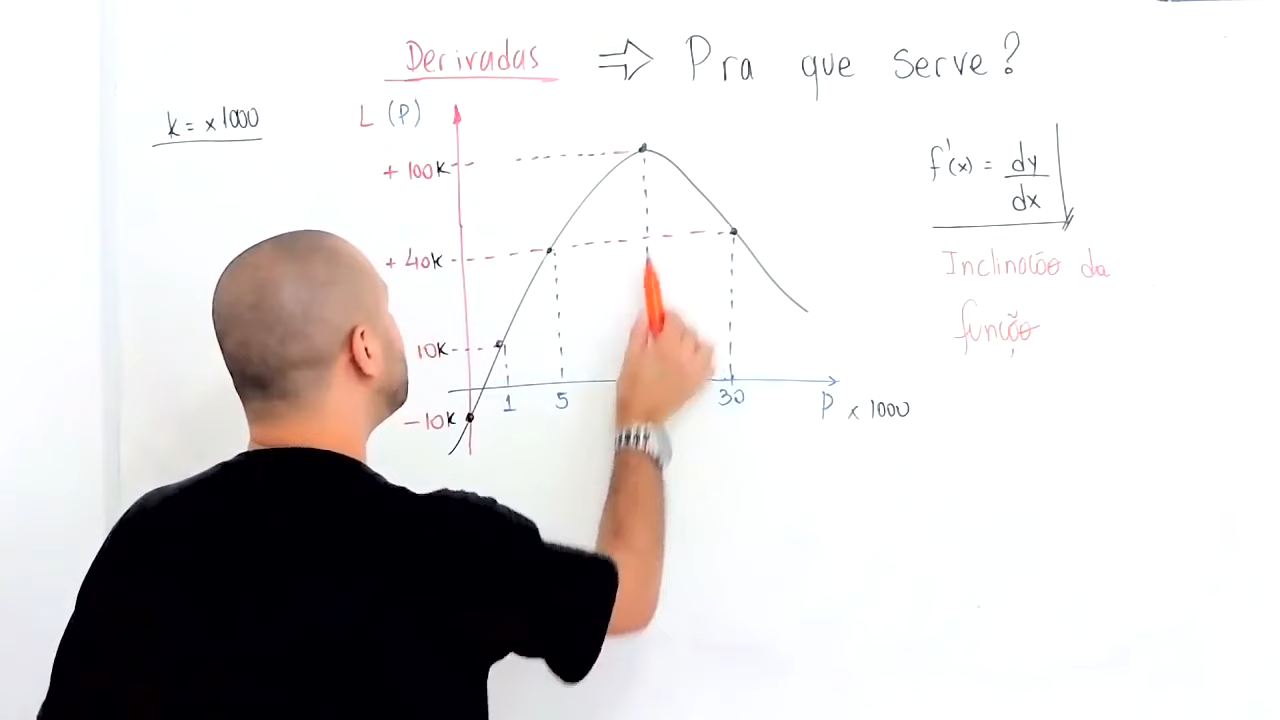 Derivadas ⇒ Pra que serve?
k = x1000
L (P)
+ 100k
+ 40k
10k
-10k
1 5 30
P x 1000
f'(x) = dy/dx
Inclinação da
função